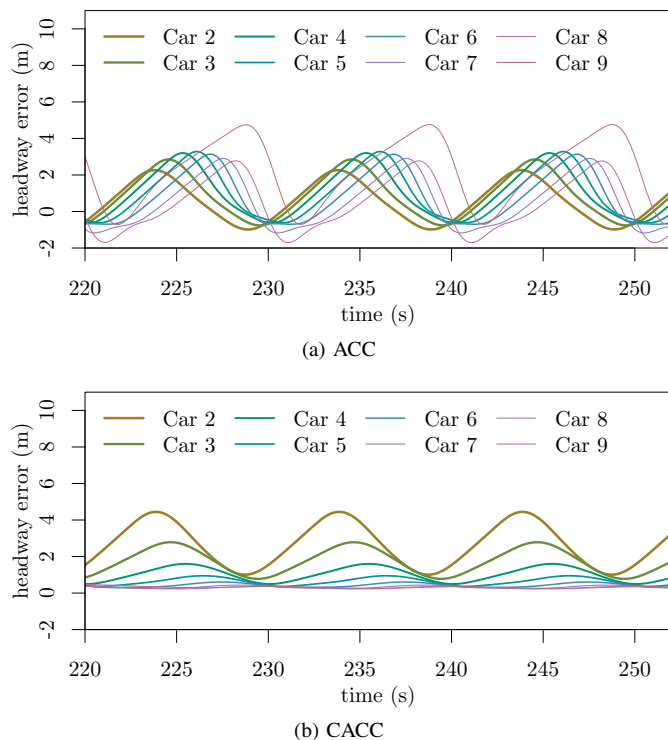 10
8
6
4
2
0
-2
headway error (m)
Car 2 Car 4 Car 6 Car 8
Car 3 Car 5 Car 7 Car 9
220 225 230 235 240 245 250
time (s)
(a) ACC
10
8
6
4
2
0
-2
headway error (m)
Car 2 Car 4 Car 6 Car 8
Car 3 Car 5 Car 7 Car 9
220 225 230 235 240 245 250
time (s)
(b) CACC